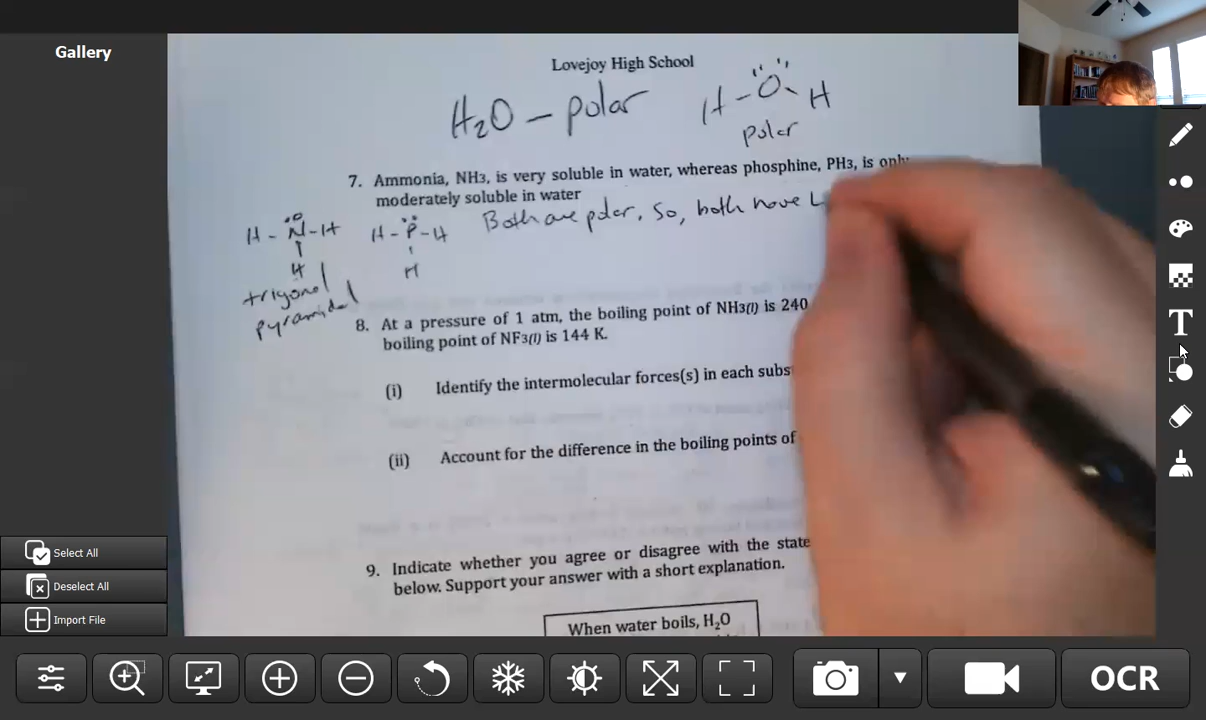 Gallery
Lovejoy High School
H2O - polar
H - O - H
polar
7. Ammonia, NH3, is very soluble in water, whereas phosphine, PH3, is only
moderately soluble in water
Both are polar. So, both have L
H - N - H
H
trigonal
pyramidal
H - P - H
H
8. At a pressure of 1 atm, the boiling point of NH3(l) is 240
boiling point of NF3(l) is 144 K.
(i) Identify the intermolecular forces(s) in each subs
(ii) Account for the difference in the boiling points of
9. Indicate whether you agree or disagree with the state
below. Support your answer with a short explanation.
When water boils, H2O
Select All
Deselect All
Import File
T
OCR